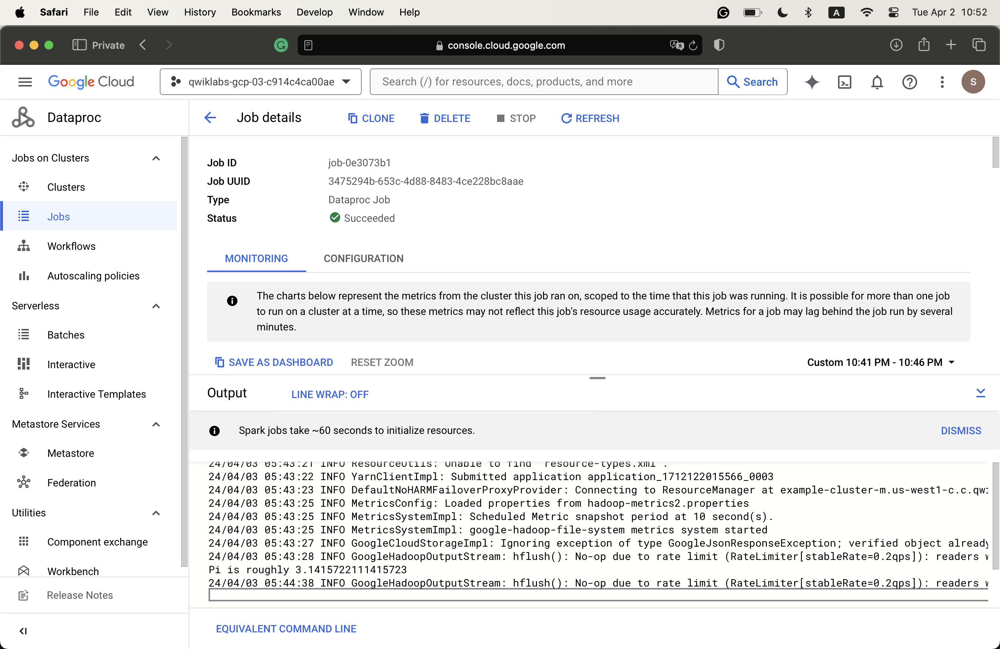 Safari File Edit View History Bookmarks Develop Window Help A Tue Apr 2 10:52
Private console.cloud.google.com
Google Cloud qwiklabs-gcp-03-c914c4ca00ae Search (/) for resources, docs, products, and more Search S
Dataproc
Jobs on Clusters
Clusters
Jobs
Workflows
Autoscaling policies
Serverless
Batches
Interactive
Interactive Templates
Metastore Services
Metastore
Federation
Utilities
Component exchange
Workbench
Release Notes
Job details CLONE DELETE STOP REFRESH
Job ID job-0e3073b1
Job UUID 3475294b-653c-4d88-8483-4ce228bc8aae
Type Dataproc Job
Status Succeeded
MONITORING CONFIGURATION
The charts below represent the metrics from the cluster this job ran on, scoped to the time that this job was running. It is possible for more than one job
to run on a cluster at a time, so these metrics may not reflect this job's resource usage accurately. Metrics for a job may lag behind the job run by several
minutes.
SAVE AS DASHBOARD RESET ZOOM Custom 10:41 PM - 10:46 PM
Output LINE WRAP: OFF
Spark jobs take ~60 seconds to initialize resources. DISMISS
24/04/03 05:43:21 INFO ResourceUtils: Unable to find 'resource-types.xml'.
24/04/03 05:43:22 INFO YarnClientImpl: Submitted application application_1712122015566_0003
24/04/03 05:43:23 INFO DefaultNoHARMFailoverProxyProvider: Connecting to ResourceManager at example-cluster-m.us-west1-c.c.qwi
24/04/03 05:43:25 INFO MetricsConfig: Loaded properties from hadoop-metrics2.properties
24/04/03 05:43:25 INFO MetricsSystemImpl: Scheduled Metric snapshot period at 10 second(s).
24/04/03 05:43:25 INFO MetricsSystemImpl: google-hadoop-file-system metrics system started
24/04/03 05:43:27 INFO GoogleCloudStorageImpl: Ignoring exception of type GoogleJsonResponseException; verified object already
24/04/03 05:43:28 INFO GoogleHadoopOutputStream: hflush(): No-op due to rate limit (RateLimiter[stableRate=0.2qps]): readers w
Pi is roughly 3.1415722111415723
24/04/03 05:44:38 INFO GoogleHadoopOutputStream: hflush(): No-op due to rate limit (RateLimiter[stableRate=0.2qps]): readers w
EQUIVALENT COMMAND LINE